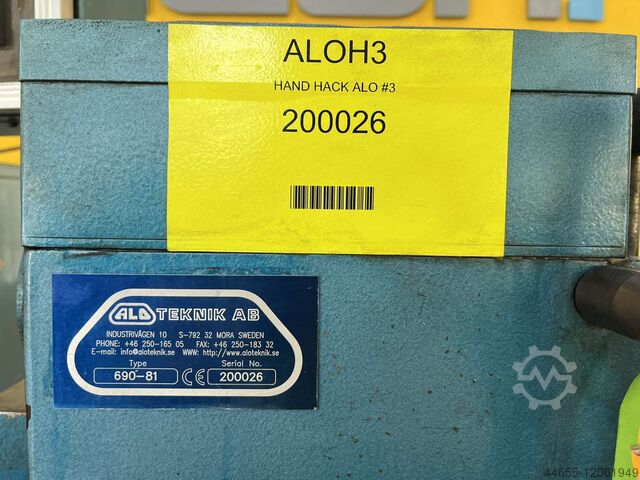 ALOH3
HAND HACK ALO #3
200026
ALO TEKNIK AB
INDUSTRIVÄGEN 10 S-792 32 MORA SWEDEN
PHONE: +46 250-165 05 FAX: +46 250-183 32
E-mail: info@aloteknik.se WWW: http://www.aloteknik.se
Type Serial No.
690-81 CE 200026
44655-12061949